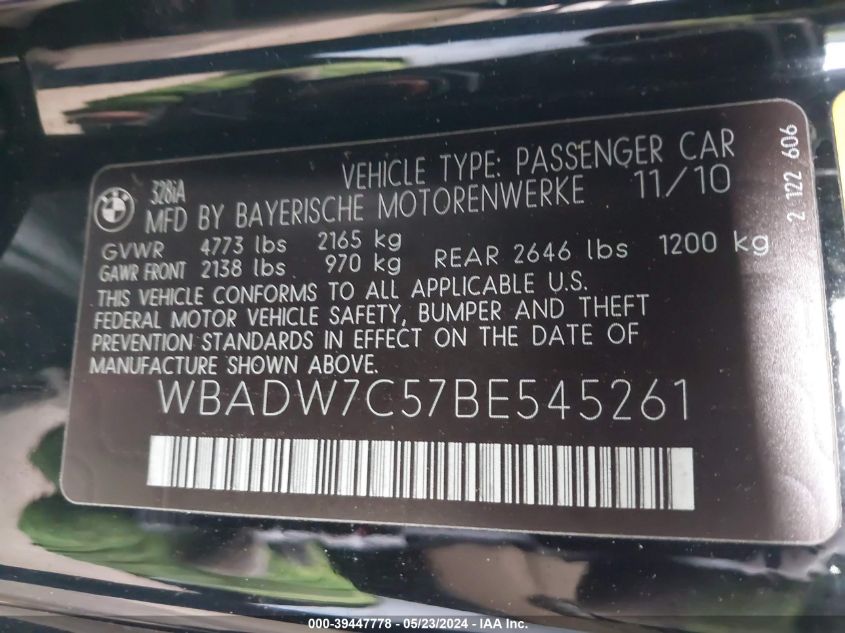 BMW
328iA
VEHICLE TYPE: PASSENGER CAR
MFD BY BAYERISCHE MOTORENWERKE 11/10
GVWR 4773 lbs 2165 kg
GAWR FRONT 2138 lbs 970 kg REAR 2646 lbs 1200 kg
THIS VEHICLE CONFORMS TO ALL APPLICABLE U.S.
FEDERAL MOTOR VEHICLE SAFETY, BUMPER AND THEFT
PREVENTION STANDARDS IN EFFECT ON THE DATE OF
MANUFACTURE SHOWN ABOVE.
WBADW7C57BE545261
2 122 606
000-39447778 - 05/23/2024 - IAA, Inc.